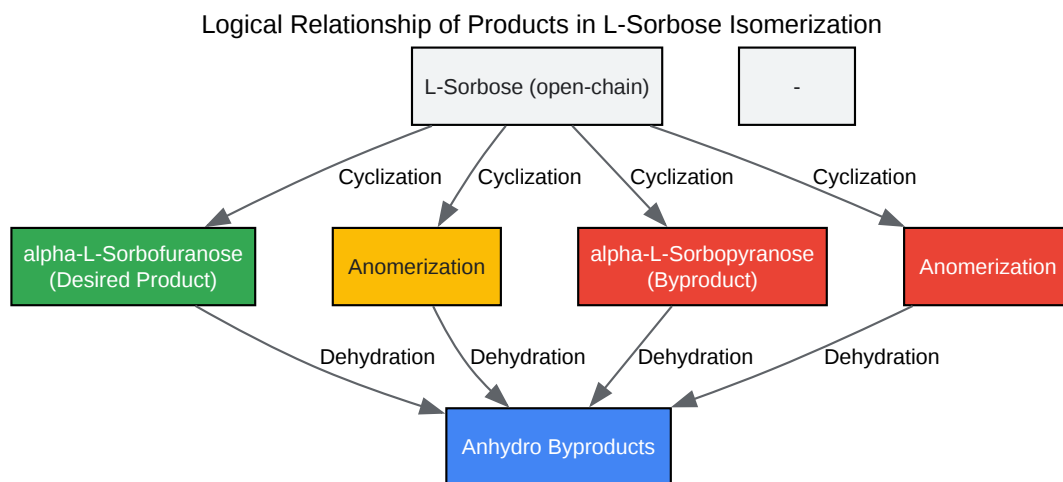 Logical Relationship of Products in L-Sorbose Isomerization
L-Sorbose (open-chain)
-
Cyclization
Cyclization
Cyclization
Cyclization
alpha-L-Sorbofuranose
(Desired Product)
Anomerization
alpha-L-Sorbopyranose
(Byproduct)
Anomerization
Dehydration
Dehydration
Dehydration
Dehydration
Anhydro Byproducts